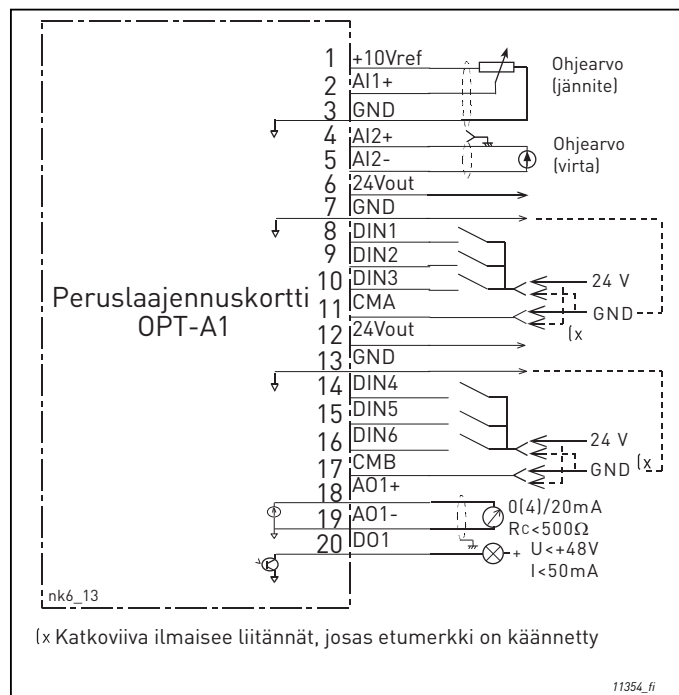 1 +10Vref
2 AI1+
3 GND
Ohjearvo
(jännite)
4 AI2+
5 AI2-
Ohjearvo
(virta)
6 24Vout
7 GND
8 DIN1
9 DIN2
10 DIN3
11 CMA
24 V
GND
(x
Peruslaajennuskortti
OPT-A1
12 24Vout
13 GND
14 DIN4
15 DIN5
16 DIN6
17 CMB
24 V
GND (x
18 AO1+
19 AO1-
0(4)/20mA
RC<500Ω
20 DO1
+ U<+48V
I<50mA
nk6_13
(x Katkoviiva ilmaisee liitännät, josas etumerkki on käännetty
11354_fi